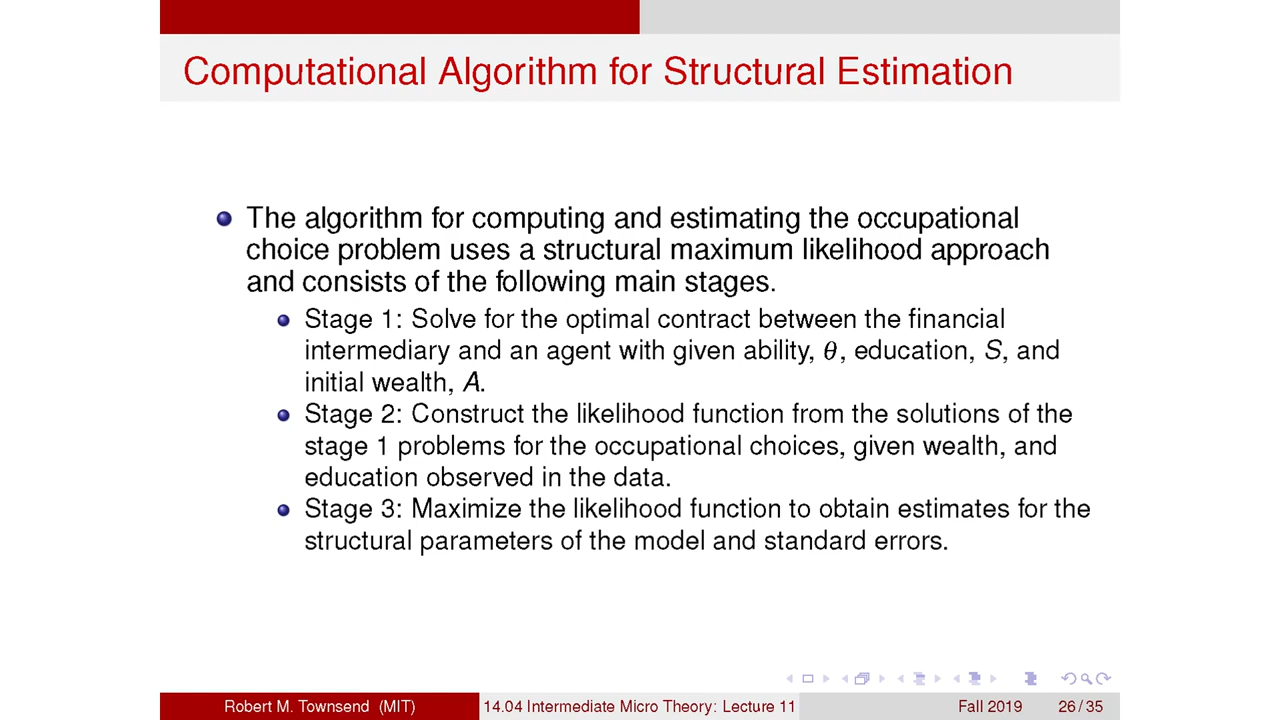 Computational Algorithm for Structural Estimation
The algorithm for computing and estimating the occupational
choice problem uses a structural maximum likelihood approach
and consists of the following main stages.
Stage 1: Solve for the optimal contract between the financial
intermediary and an agent with given ability, θ, education, S, and
initial wealth, A.
Stage 2: Construct the likelihood function from the solutions of the
stage 1 problems for the occupational choices, given wealth, and
education observed in the data.
Stage 3: Maximize the likelihood function to obtain estimates for the
structural parameters of the model and standard errors.
Robert M. Townsend (MIT) 14.04 Intermediate Micro Theory: Lecture 11 Fall 2019 26 / 35